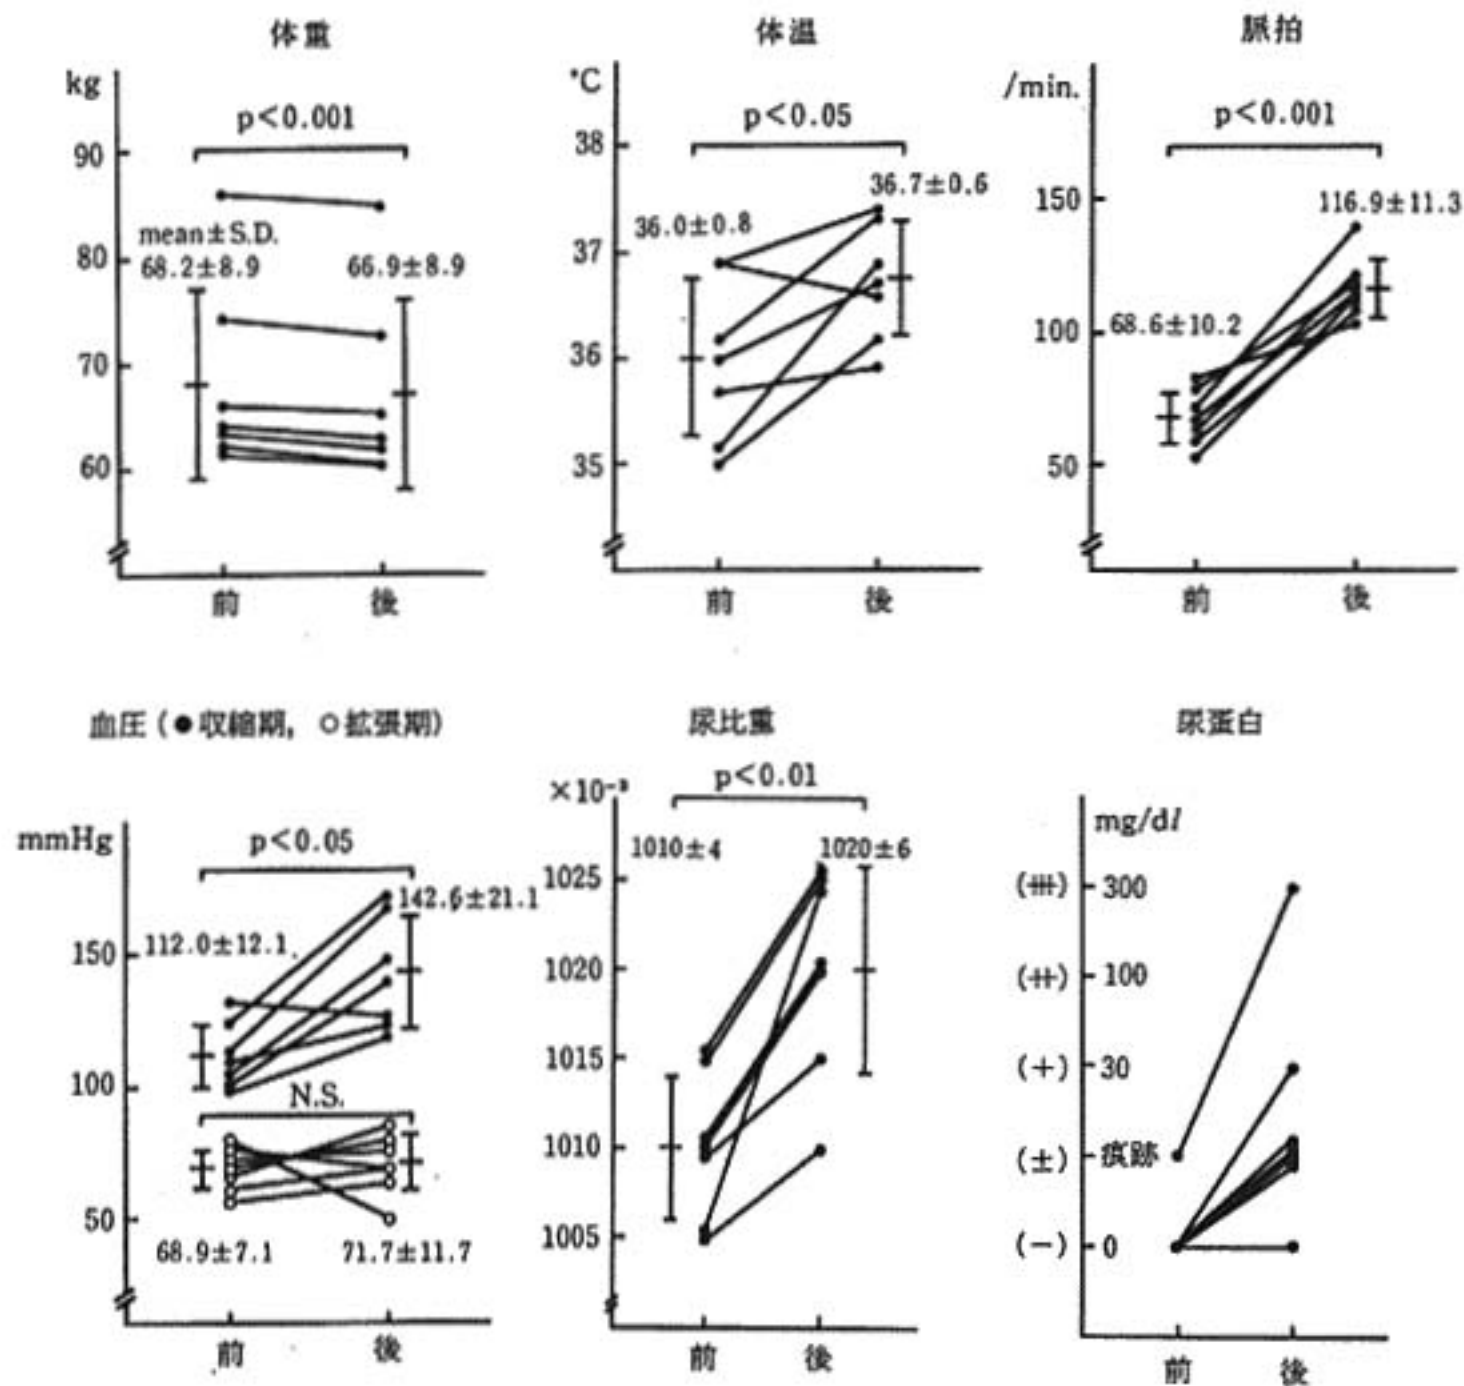 体重
kg
p<0.001
90
mean±S.D.
80
68.2±8.9
66.9±8.9
70
60
前
後
体温
℃
p<0.05
38
36.7±0.6
36.0±0.8
37
36
35
前
後
脈拍
/min.
p<0.001
150
116.9±11.3
100
68.6±10.2
50
前
後
血圧 (●収縮期, ○拡張期)
mmHg
p<0.05
142.6±21.1
150
112.0±12.1
100
N.S.
50
68.9±7.1
71.7±11.7
前
後
尿比重
×10⁻³
p<0.01
1010±4
1020±6
1025
1020
1015
1010
1005
前
後
尿蛋白
mg/dl
(卅) 300
(艹) 100
(+) 30
(±) 痕跡
(−) 0
前
後